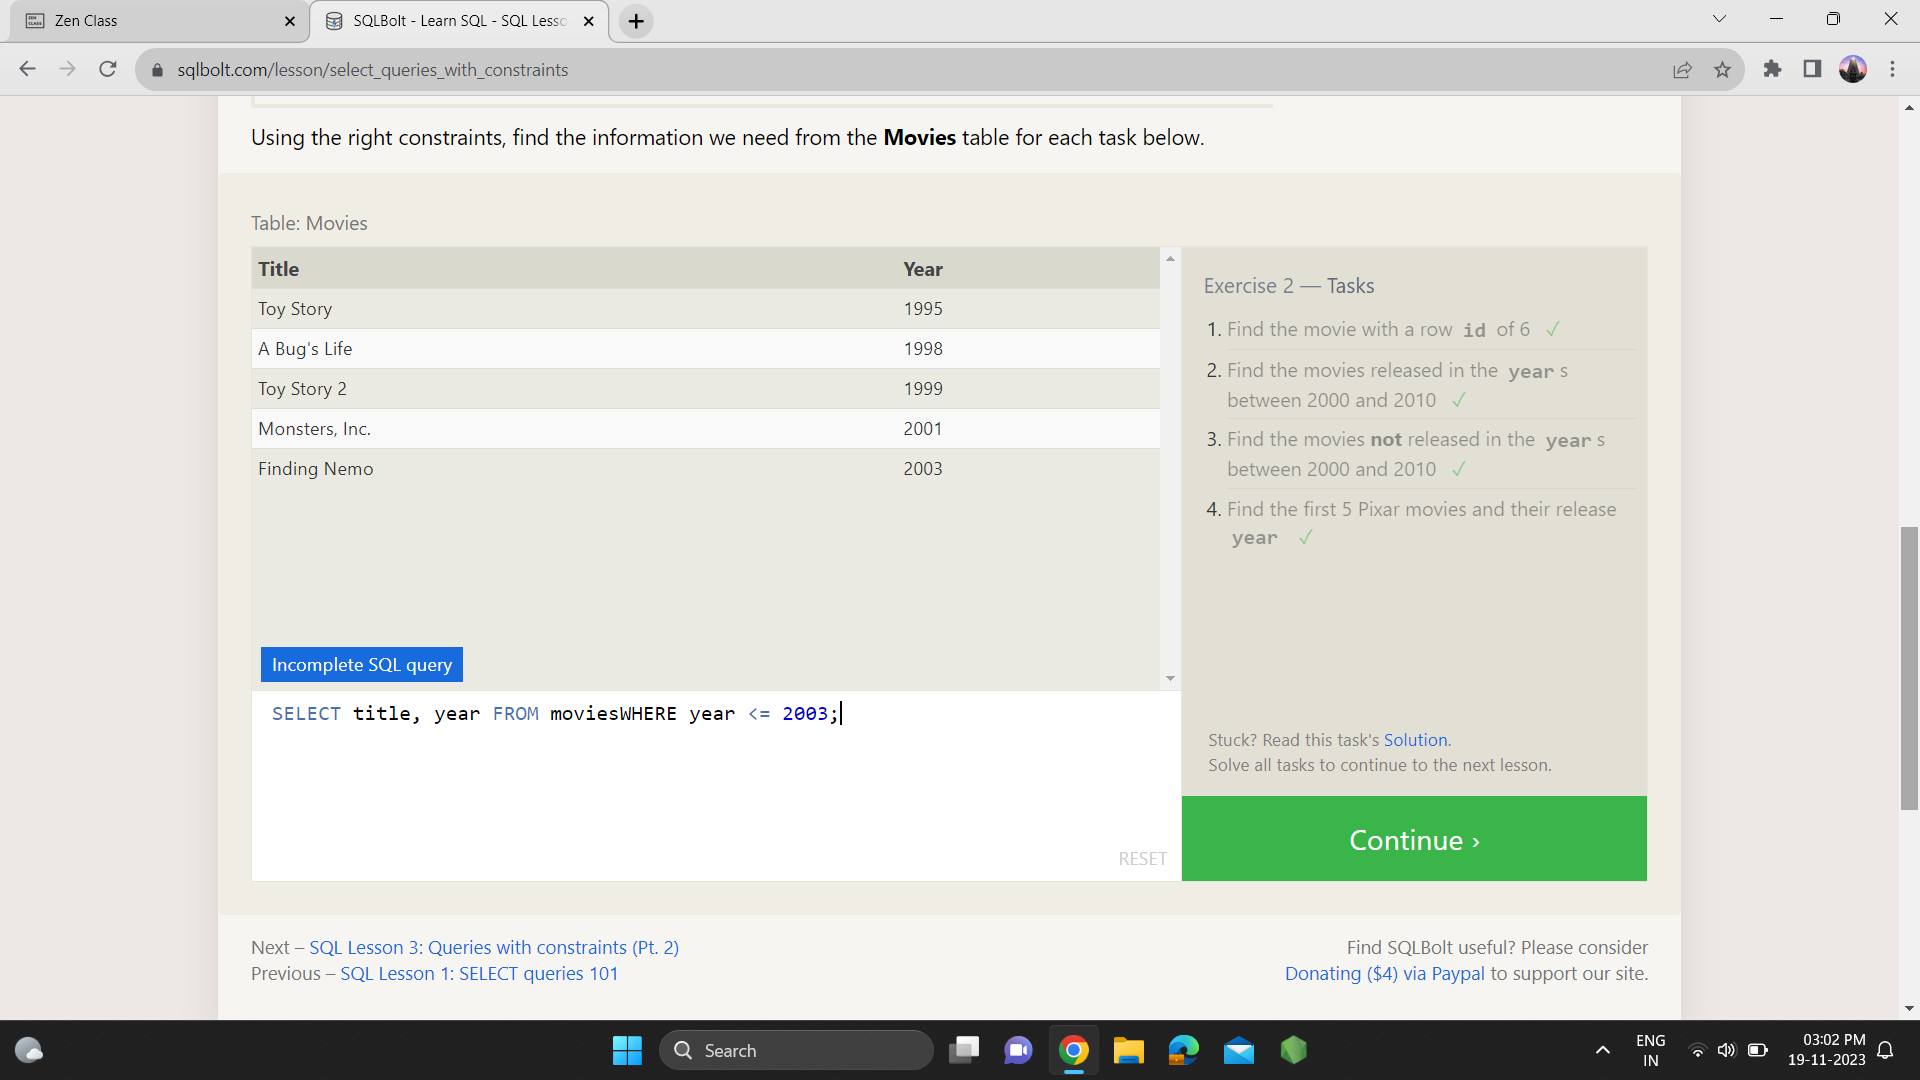 Zen Class
SQLBolt - Learn SQL - SQL Lesso
sqlbolt.com/lesson/select_queries_with_constraints
Using the right constraints, find the information we need from the Movies table for each task below.
Table: Movies
Title Year
Toy Story 1995
A Bug's Life 1998
Toy Story 2 1999
Monsters, Inc. 2001
Finding Nemo 2003
Incomplete SQL query
SELECT title, year FROM moviesWHERE year <= 2003;
RESET
Exercise 2 — Tasks
1. Find the movie with a row id of 6 ✓
2. Find the movies released in the year s
between 2000 and 2010 ✓
3. Find the movies not released in the year s
between 2000 and 2010 ✓
4. Find the first 5 Pixar movies and their release
year ✓
Stuck? Read this task's Solution.
Solve all tasks to continue to the next lesson.
Continue ›
Next – SQL Lesson 3: Queries with constraints (Pt. 2)
Previous – SQL Lesson 1: SELECT queries 101
Find SQLBolt useful? Please consider
Donating ($4) via Paypal to support our site.
Search
ENG
IN
03:02 PM
19-11-2023